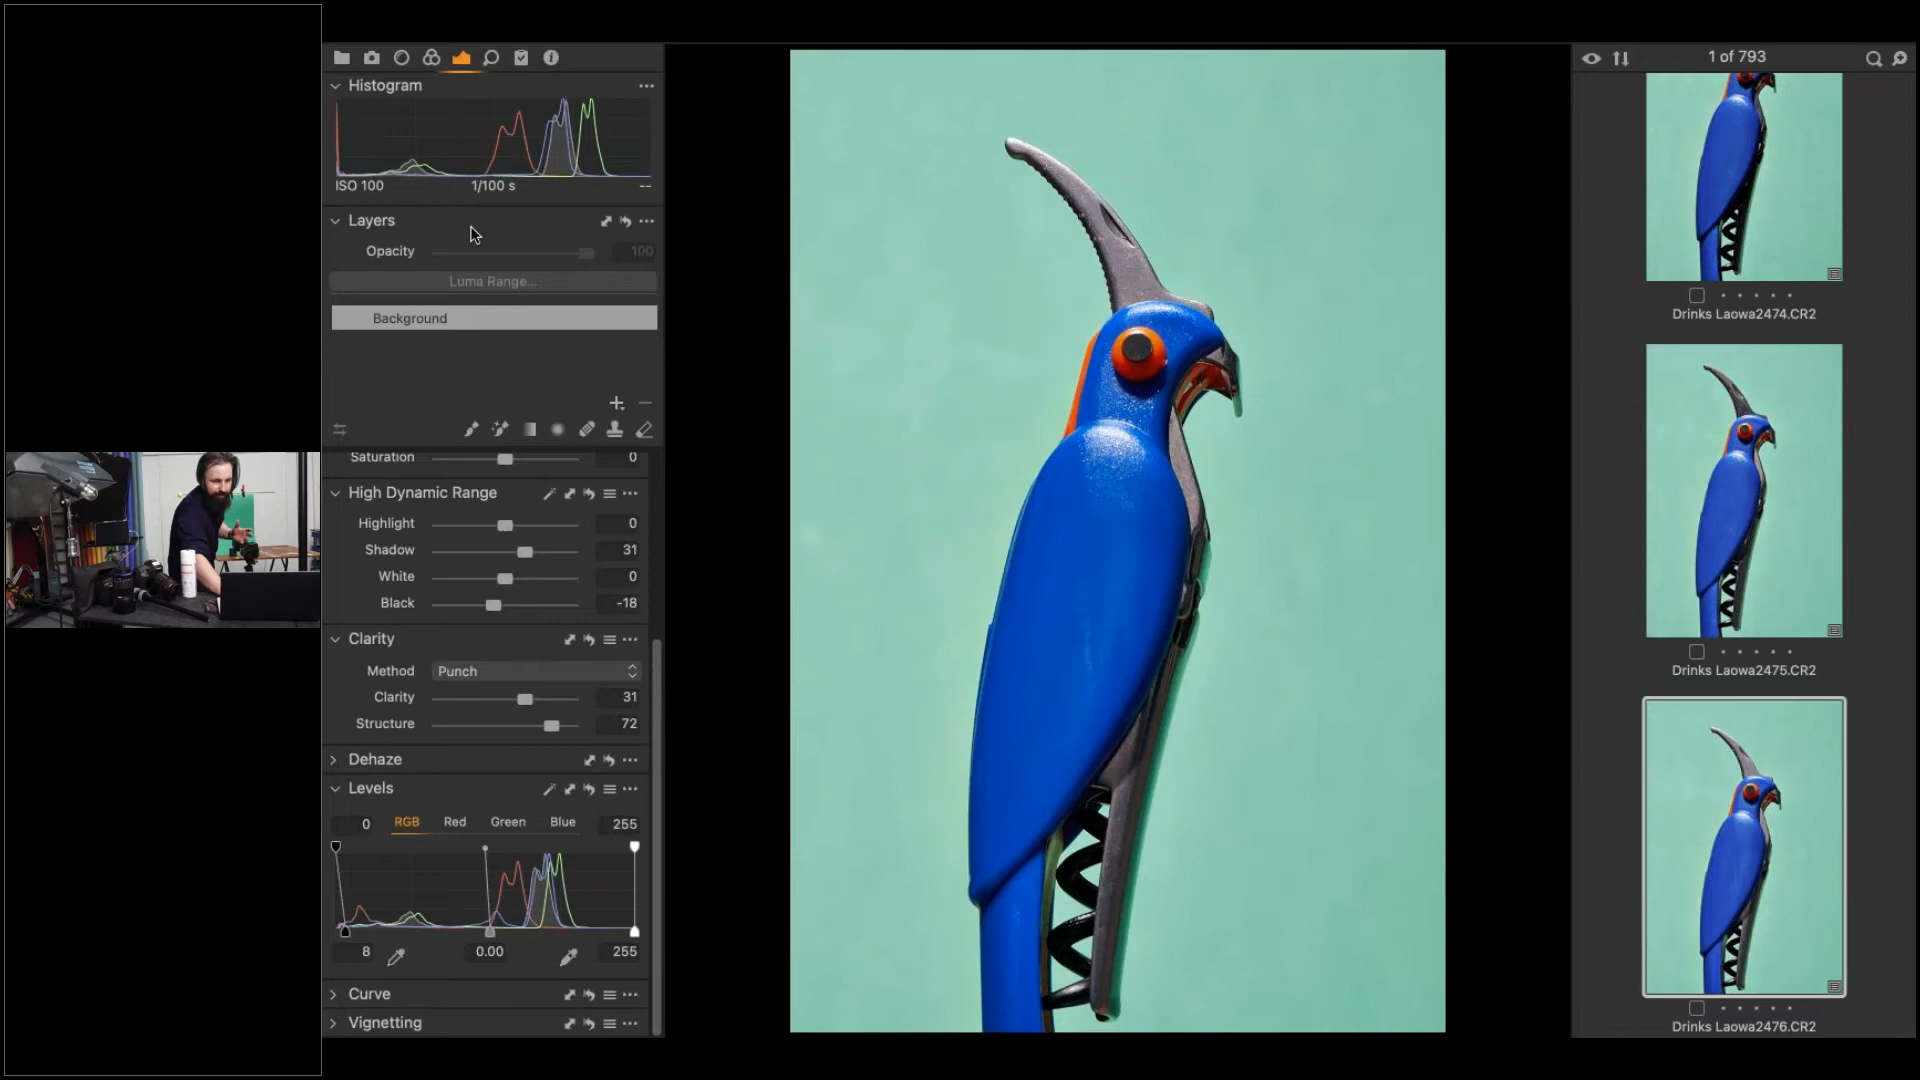 Histogram
ISO 100 1/100 s --
Layers
Opacity 100
Luma Range...
Background
Saturation 0
High Dynamic Range
Highlight 0
Shadow 31
White 0
Black -18
Clarity
Method Punch
Clarity 31
Structure 72
Dehaze
Levels
0 RGB Red Green Blue 255
8 0.00 255
Curve
Vignetting
1 of 793
Drinks Laowa2474.CR2
Drinks Laowa2475.CR2
Drinks Laowa2476.CR2